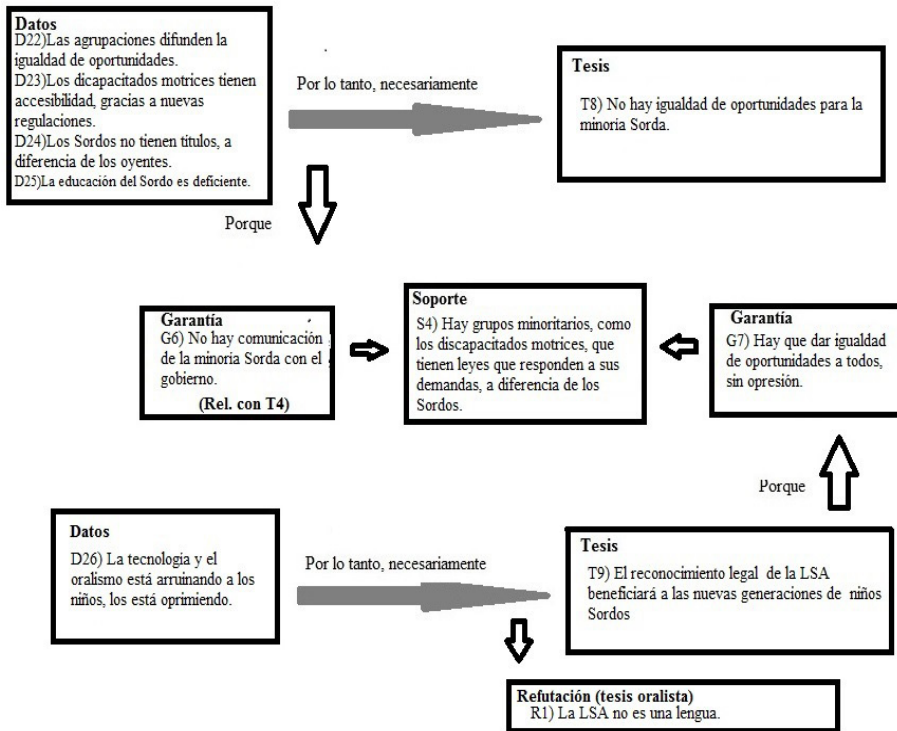 Datos
D22)Las agrupaciones difunden la
igualdad de oportunidades.
D23)Los dicapacitados motrices tienen
accesibilidad, gracias a nuevas
regulaciones.
D24)Los Sordos no tienen títulos, a
diferencia de los oyentes.
D25)La educación del Sordo es deficiente.
Por lo tanto, necesariamente
Tesis
T8) No hay igualdad de oportunidades para la
minoria Sorda.
Porque
Garantía
G6) No hay comunicación
de la minoria Sorda con el
gobierno.
(Rel. con T4)
Soporte
S4) Hay grupos minoritarios, como
los discapacitados motrices, que
tienen leyes que responden a sus
demandas, a diferencia de los
Sordos.
Garantía
G7) Hay que dar igualdad
de oportunidades a todos,
sin opresión.
Porque
Datos
D26) La tecnologia y el
oralismo está arruinando a los
niños, los está oprimiendo.
Por lo tanto, necesariamente
Tesis
T9) El reconocimiento legal de la LSA
beneficiará a las nuevas generaciones de niños
Sordos
Refutación (tesis oralista)
R1) La LSA no es una lengua.